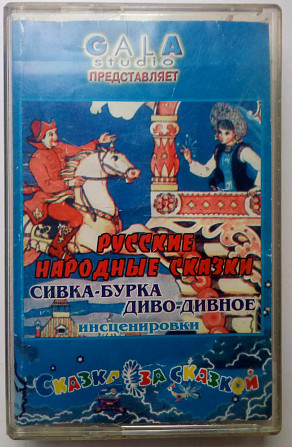 GALA
studio
ПРЕДСТАВЛЯЕТ
РУССКИЕ
НАРОДНЫЕ СКАЗКИ
СИВКА-БУРКА
ДИВО-ДИВНОЕ
инсценировки
СКАЗКА ЗА СКАЗКОЙ